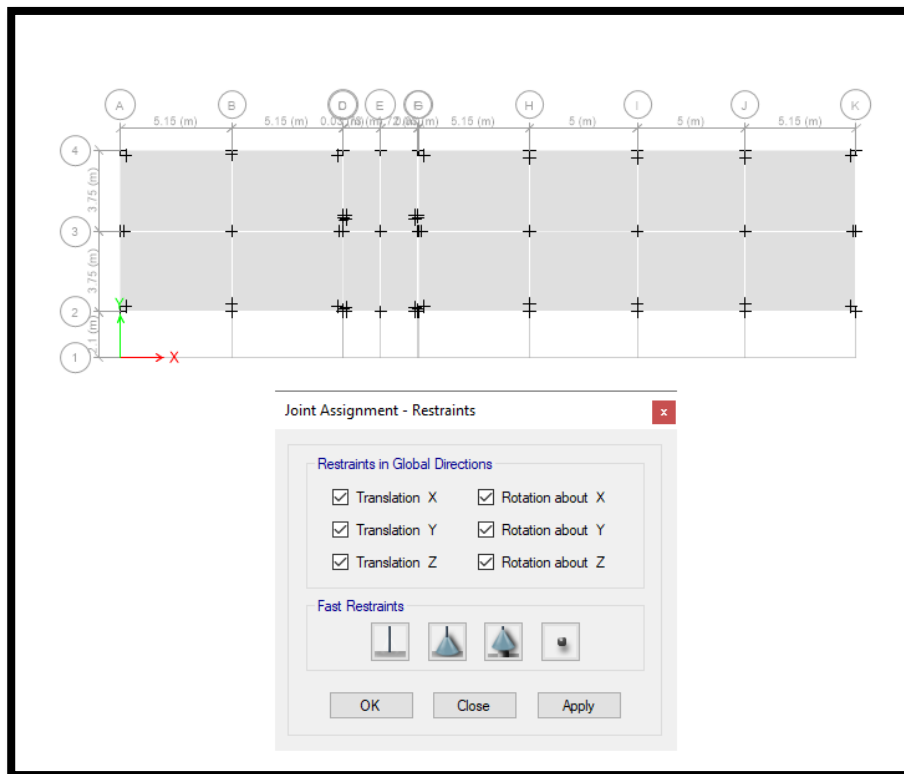 A B D E G H I J K
5.15 (m) 5.15 (m) 5.15 (m) 5 (m) 5 (m) 5.15 (m)
4
3.75 (m)
3
3.75 (m)
Y
2
2.1 (m)
1
X
Joint Assignment - Restraints
x
Restraints in Global Directions
Translation X Rotation about X
Translation Y Rotation about Y
Translation Z Rotation about Z
Fast Restraints
OK Close Apply